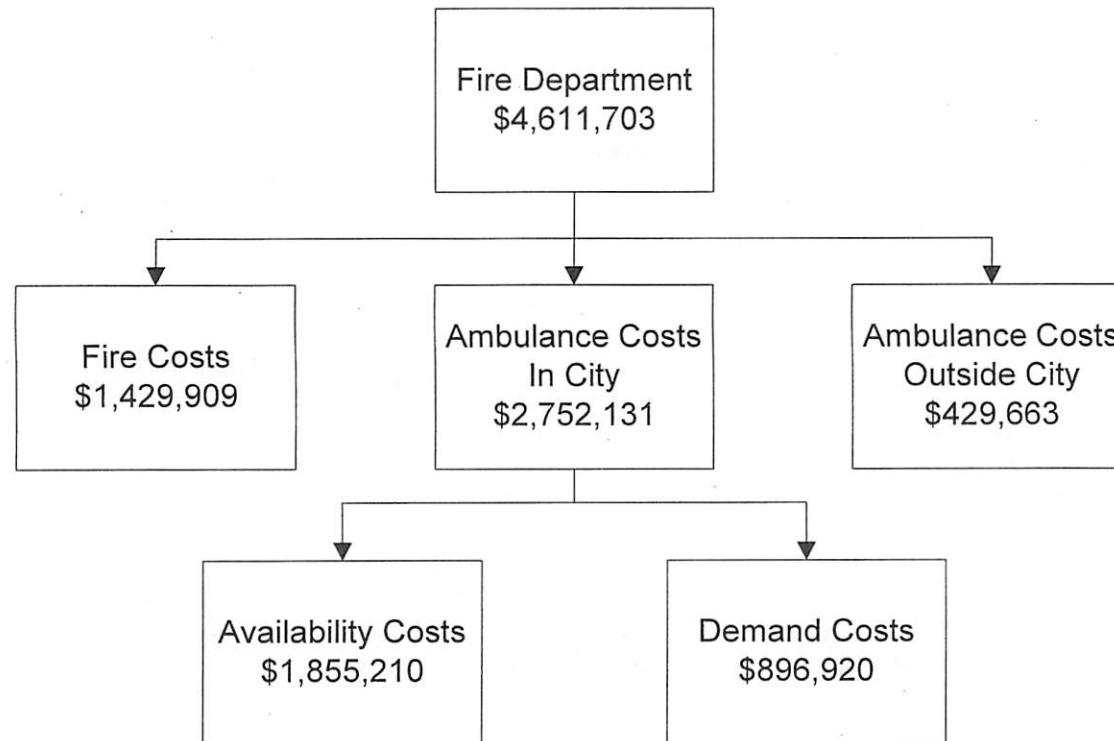 Fire Department
$4,611,703
Fire Costs
$1,429,909
Ambulance Costs
In City
$2,752,131
Ambulance Costs
Outside City
$429,663
Availability Costs
$1,855,210
Demand Costs
$896,920